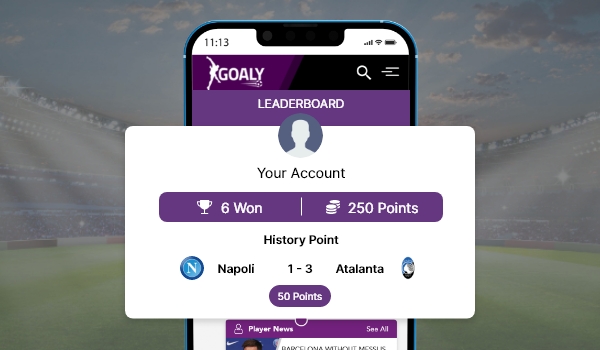 11:13
GOALY
LEADERBOARD
Your Account
6 Won
250 Points
History Point
N
Napoli 1 - 3 Atalanta
50 Points
Player News
See All
BARCELONA WITHOUT MESSI IS